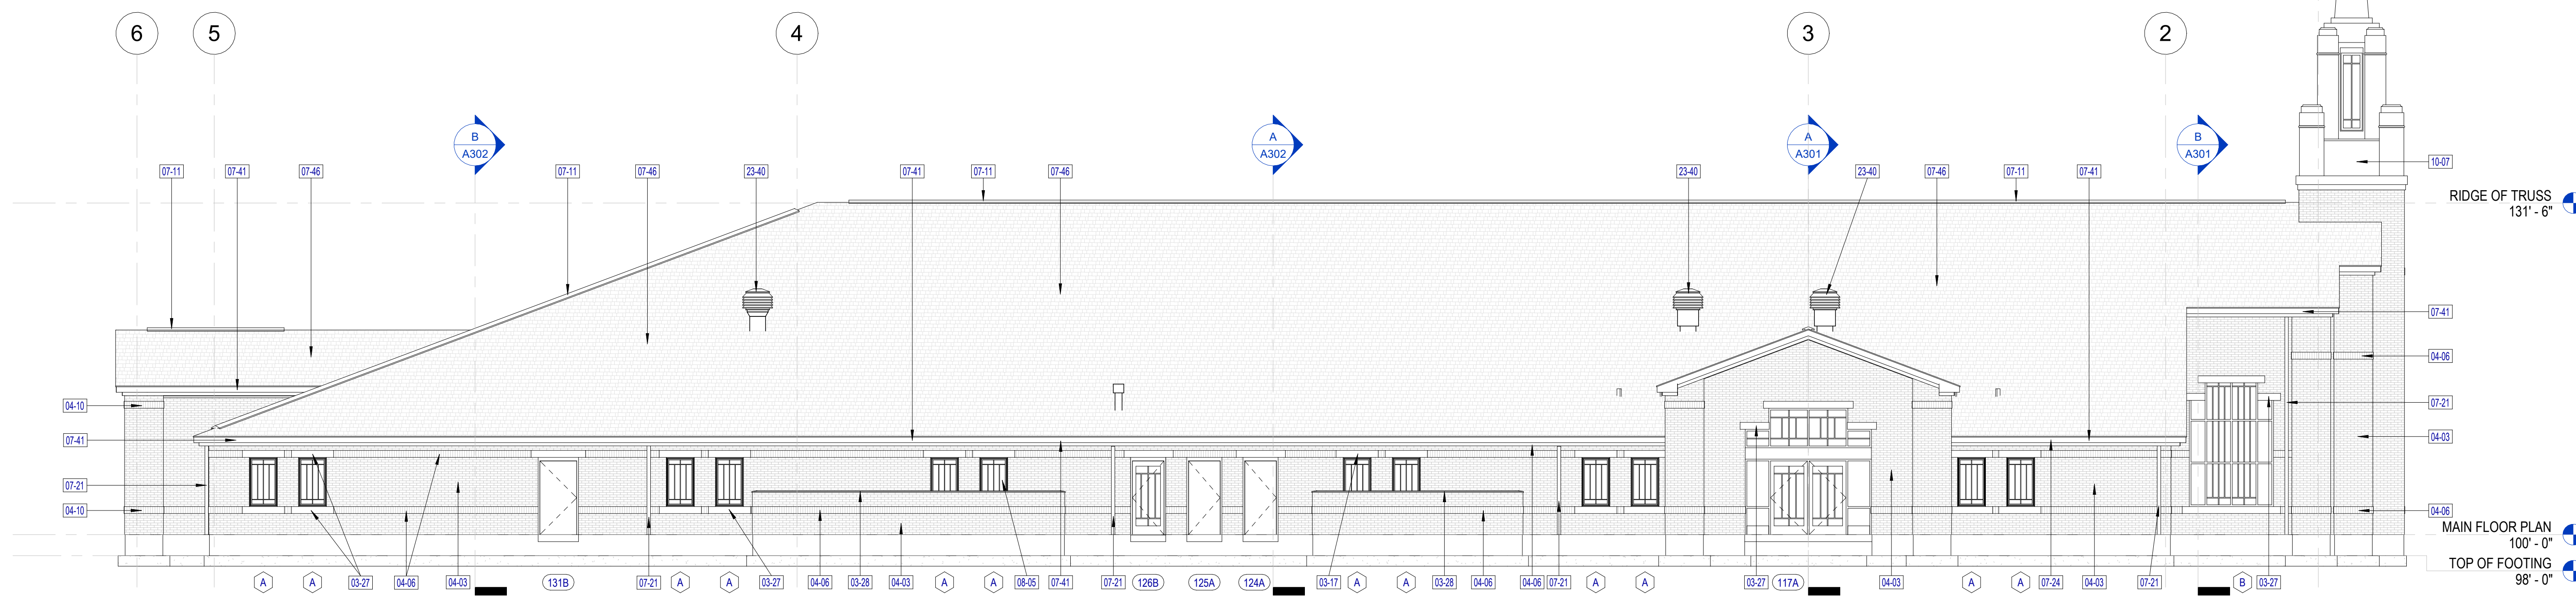 6 5 4 3 2
B A A B
A302 A302 A301 A301
10-07
07-11 07-41 07-46 07-11 07-46 23-40 07-41 07-11 07-46 23-40 23-40 07-46 07-11 07-41
RIDGE OF TRUSS
131' - 6"
07-41
04-06
04-10 07-21
07-41 04-03
07-21
04-10 04-06
MAIN FLOOR PLAN
100' - 0"
TOP OF FOOTING
98' - 0"
A A 03-27 04-06 04-03 131B 07-21 A A 03-27 04-06 03-28 04-03 A A 08-05 07-41 07-21 126B 125A 124A 03-17 A A 03-28 04-06 04-06 07-21 A A 03-27 117A 04-03 A A 07-24 04-03 07-21 B 03-27